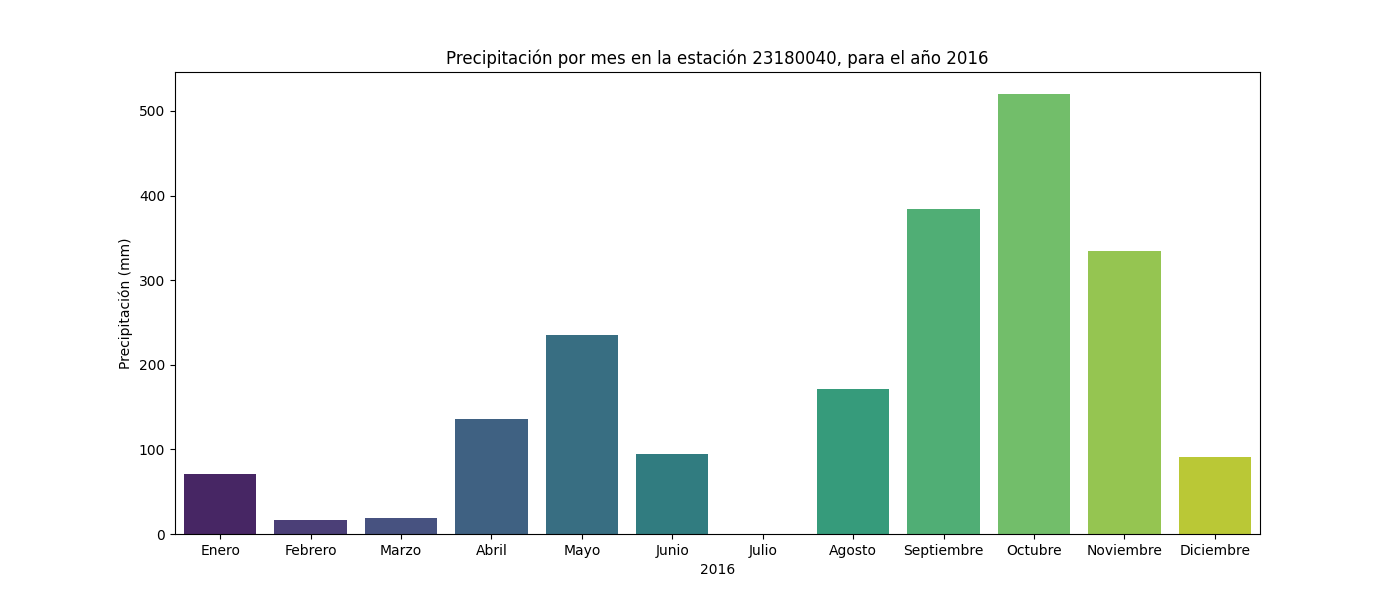 Precipitación por mes en la estación 23180040, para el año 2016
Precipitación (mm)
500
400
300
200
100
0
Enero Febrero Marzo Abril Mayo Junio Julio Agosto Septiembre Octubre Noviembre Diciembre
2016